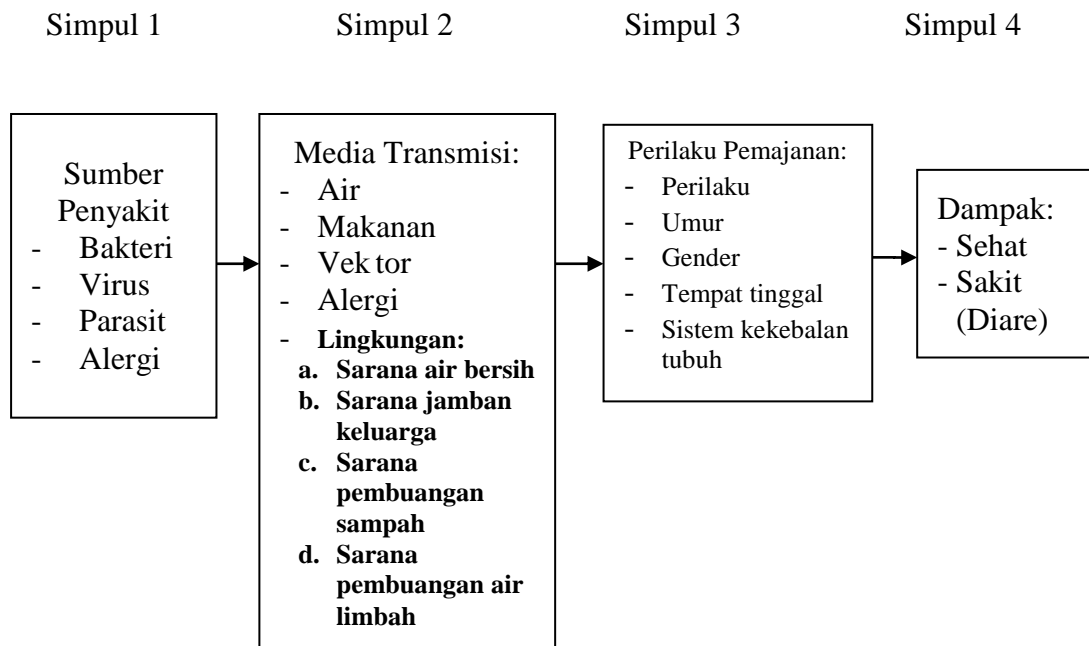 Simpul 1 Simpul 2 Simpul 3 Simpul 4
Sumber
Penyakit
- Bakteri
- Virus
- Parasit
- Alergi
Media Transmisi:
- Air
- Makanan
- Vek tor
- Alergi
- Lingkungan:
a. Sarana air bersih
b. Sarana jamban
keluarga
c. Sarana
pembuangan
sampah
d. Sarana
pembuangan air
limbah
Perilaku Pemajanan:
- Perilaku
- Umur
- Gender
- Tempat tinggal
- Sistem kekebalan
tubuh
Dampak:
- Sehat
- Sakit
(Diare)